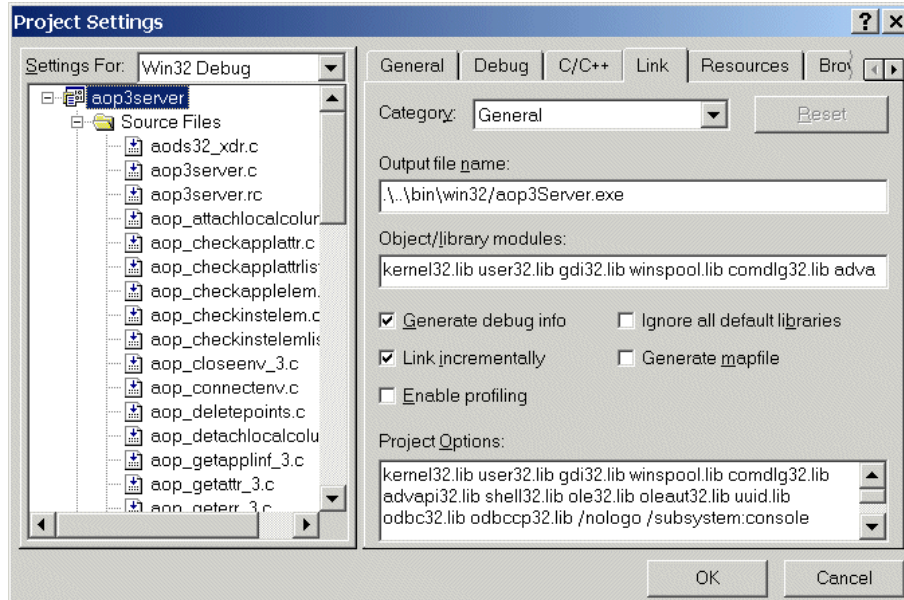 Project Settings
Settings For: Win32 Debug
aop3server
Source Files
aods32_xdr.c
aop3server.c
aop3server.rc
aop_attachlocalcolur
aop_checkapplattr.c
aop_checkapplattrlis
aop_checkapplelem.
aop_checkinstelem.c
aop_checkinstelemlis
aop_closeenv_3.c
aop_connectenv.c
aop_deletepoints.c
aop_detachlocalcolu
aop_getapplinf_3.c
aop_getattr_3.c
aop_geterr_3.c
General Debug C/C++ Link Resources Brov
Category: General Reset
Output file name:
.\..\bin\win32/aop3Server.exe
Object/library modules:
kernel32.lib user32.lib gdi32.lib winspool.lib comdlg32.lib adva
Generate debug info Ignore all default libraries
Link incrementally Generate mapfile
Enable profiling
Project Options:
kernel32.lib user32.lib gdi32.lib winspool.lib comdlg32.lib
advapi32.lib shell32.lib ole32.lib oleaut32.lib uuid.lib
odbc32.lib odbccp32.lib /nologo /subsystem:console
OK Cancel